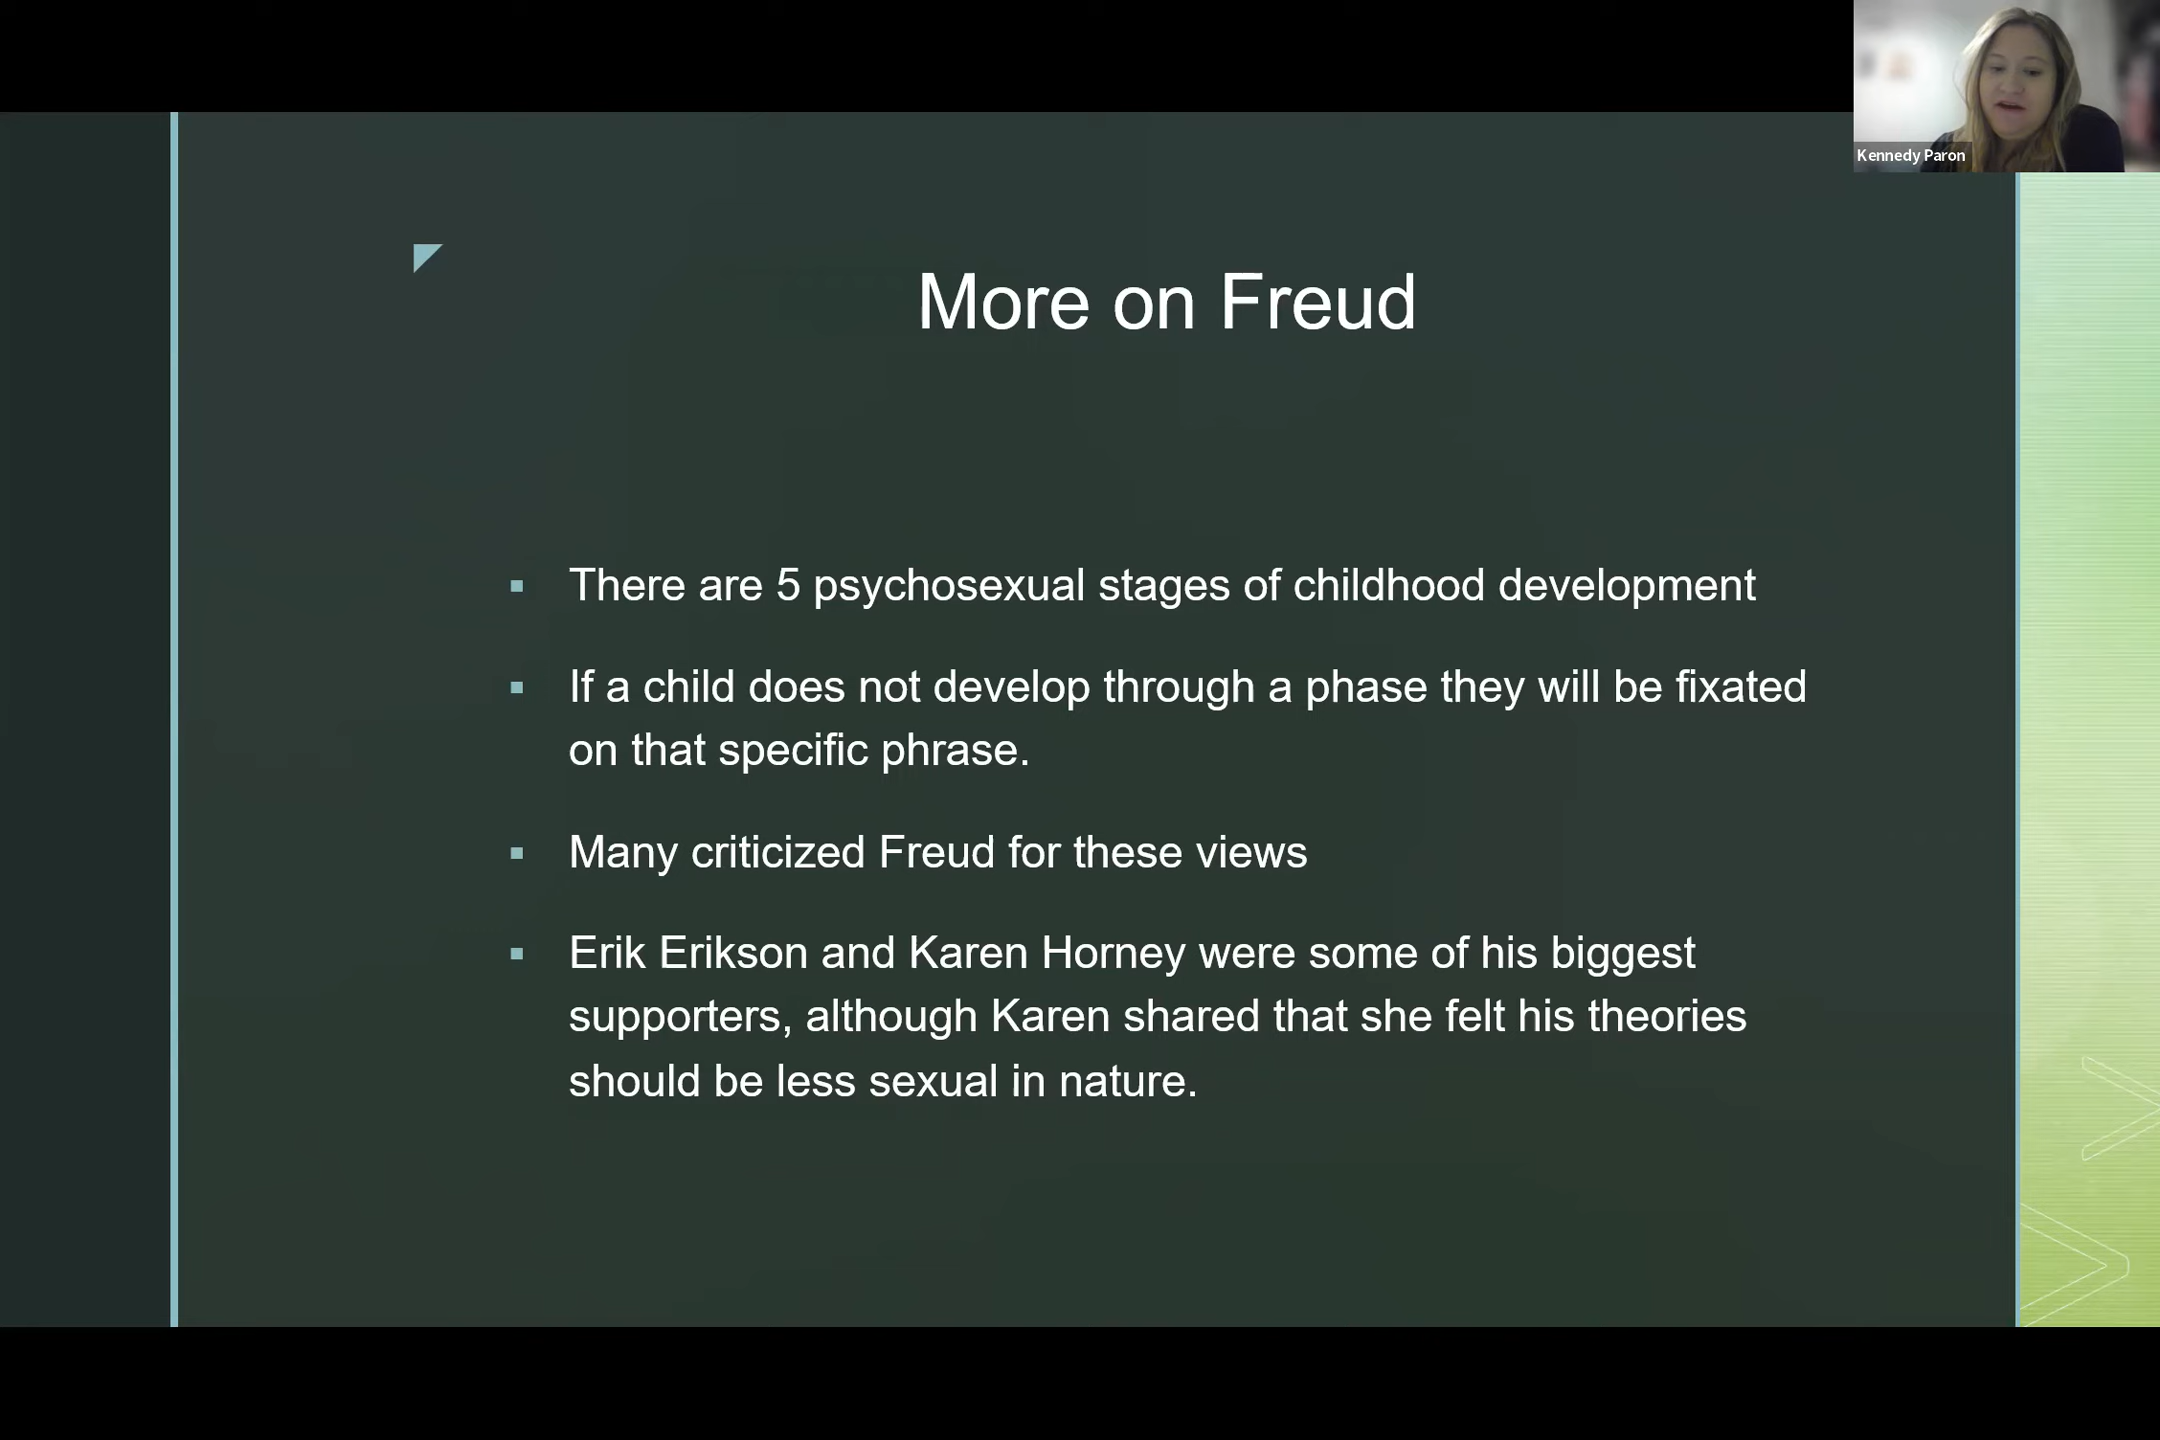 Kennedy Paron
More on Freud
▪ There are 5 psychosexual stages of childhood development
▪ If a child does not develop through a phase they will be fixated
on that specific phrase.
▪ Many criticized Freud for these views
▪ Erik Erikson and Karen Horney were some of his biggest
supporters, although Karen shared that she felt his theories
should be less sexual in nature.